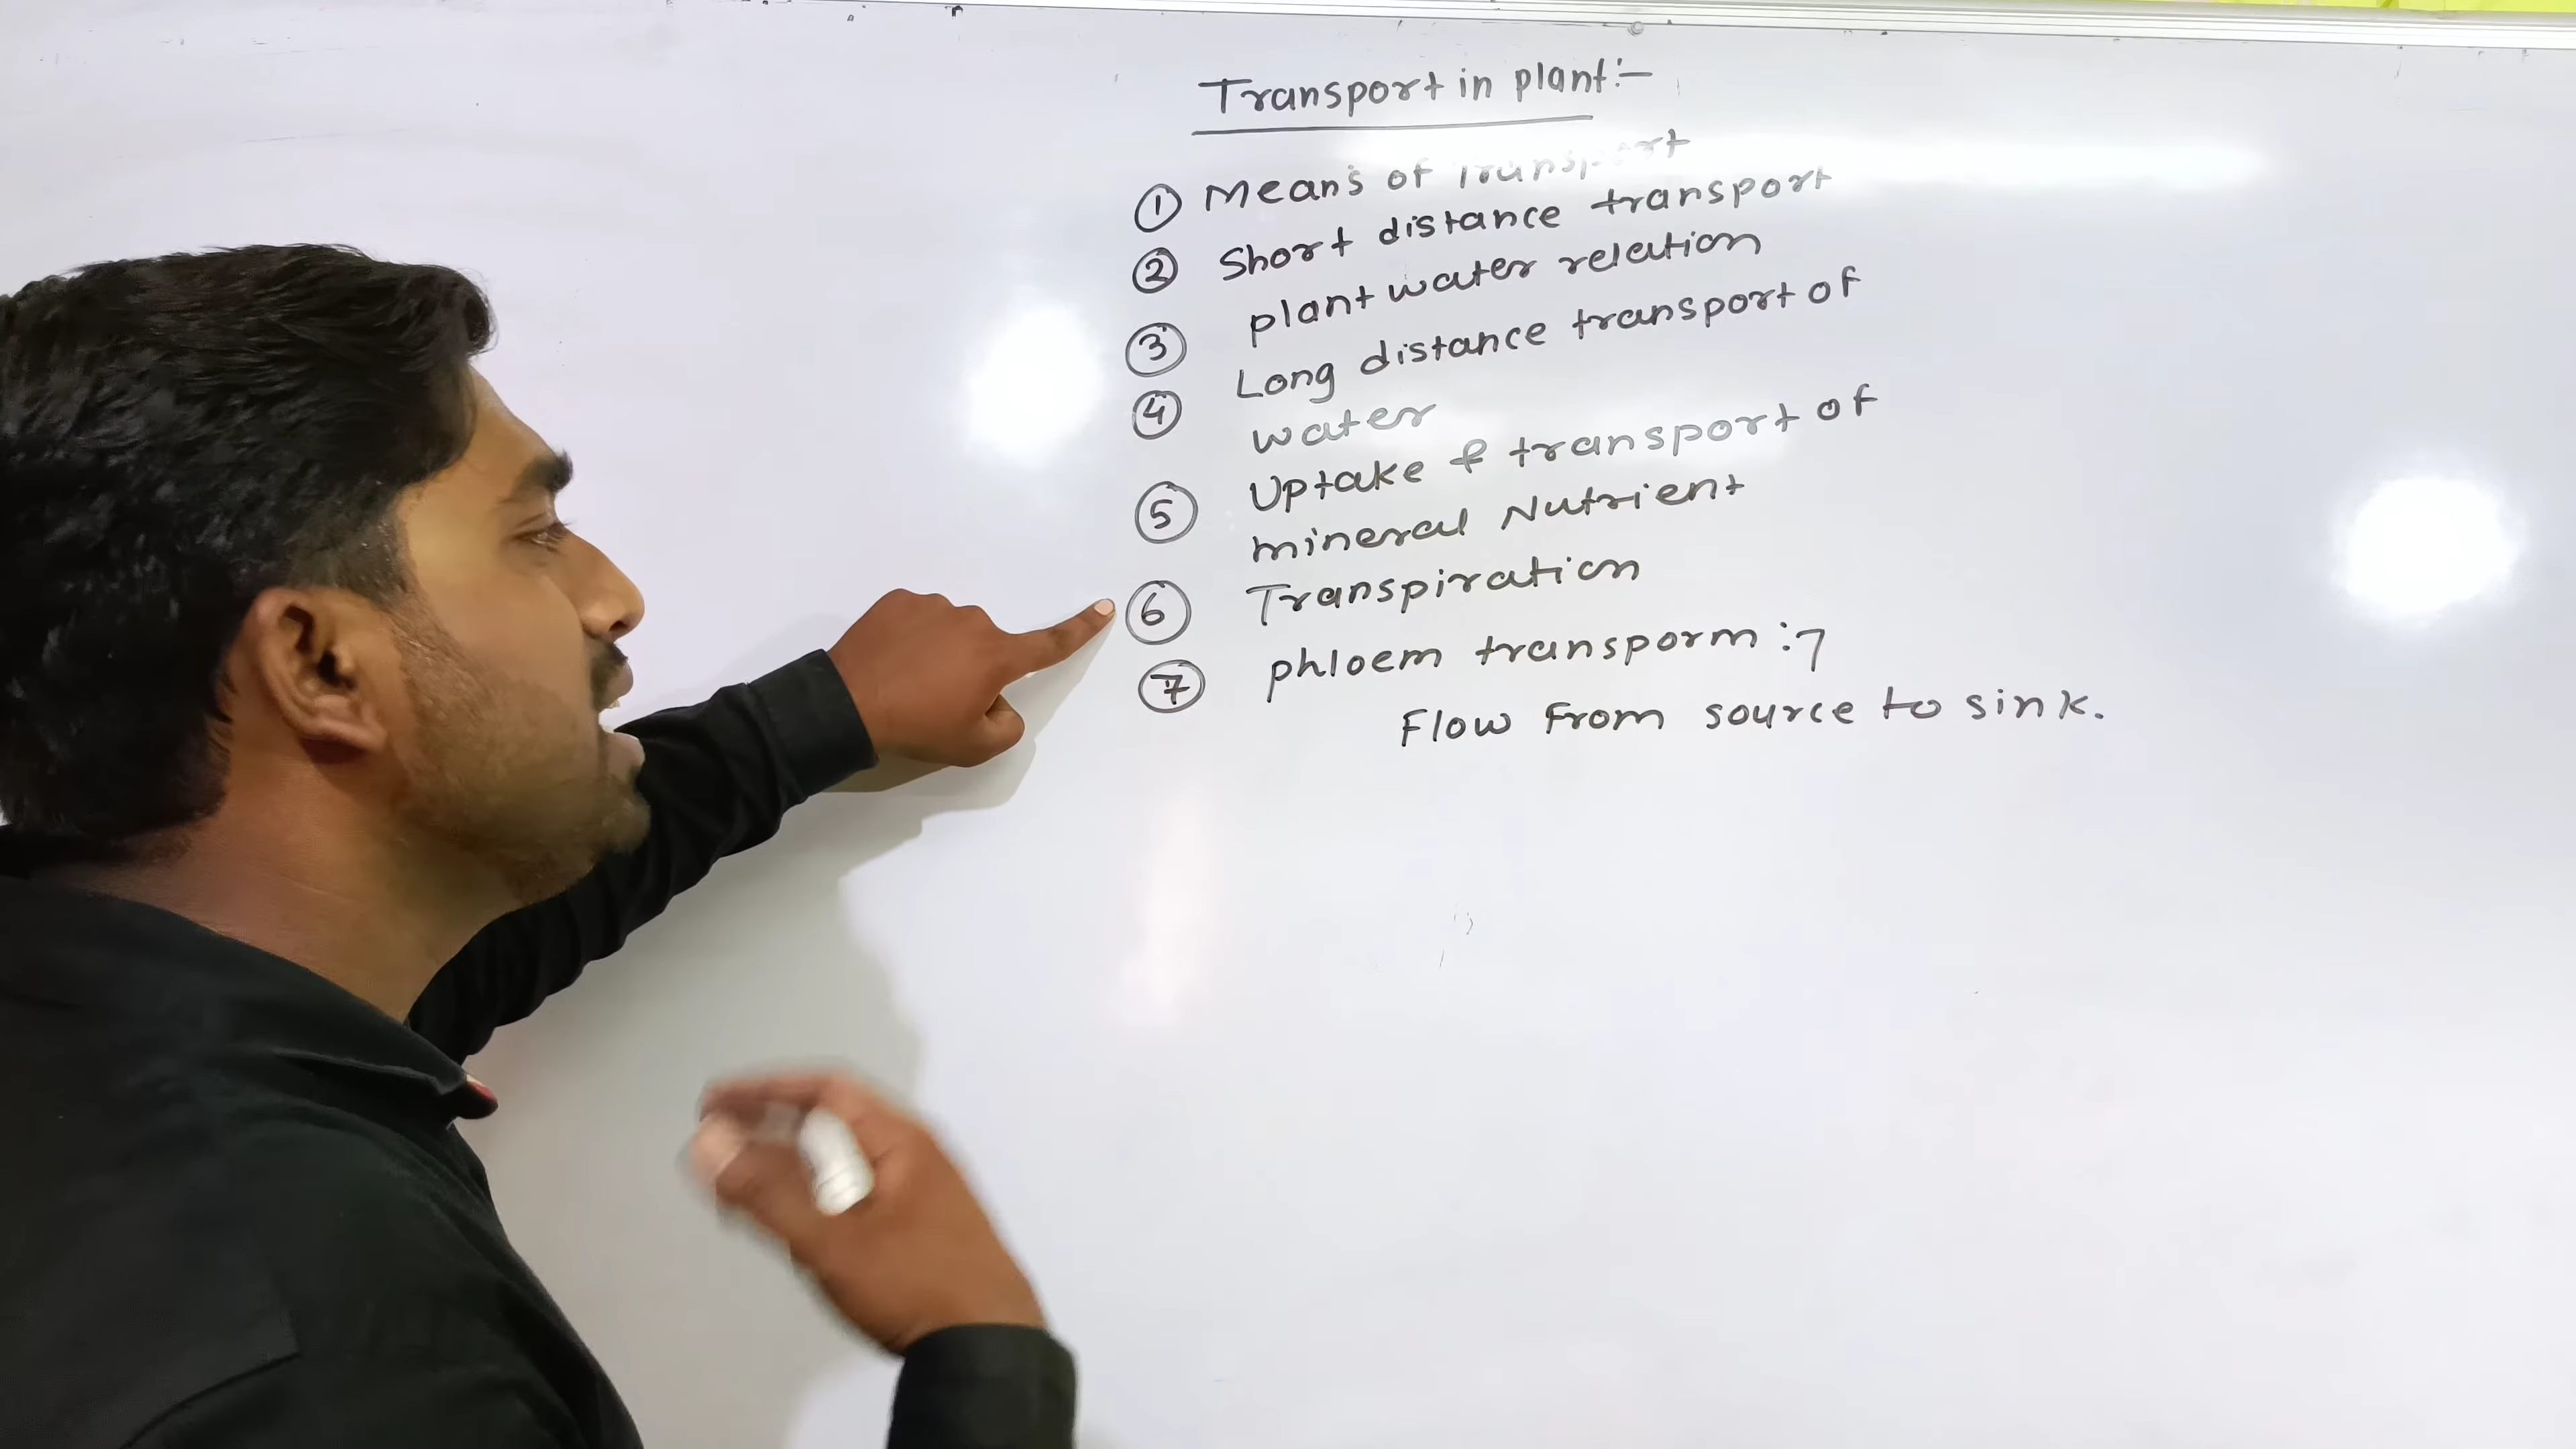 Transport in plant:-
① Means of Transport
② Short distance transport
③ plant water relation
④ Long distance transport of
water
⑤ Uptake & transport of
mineral Nutrient
⑥ Transpiration
⑦ phloem transporm :7
Flow From source to sink.